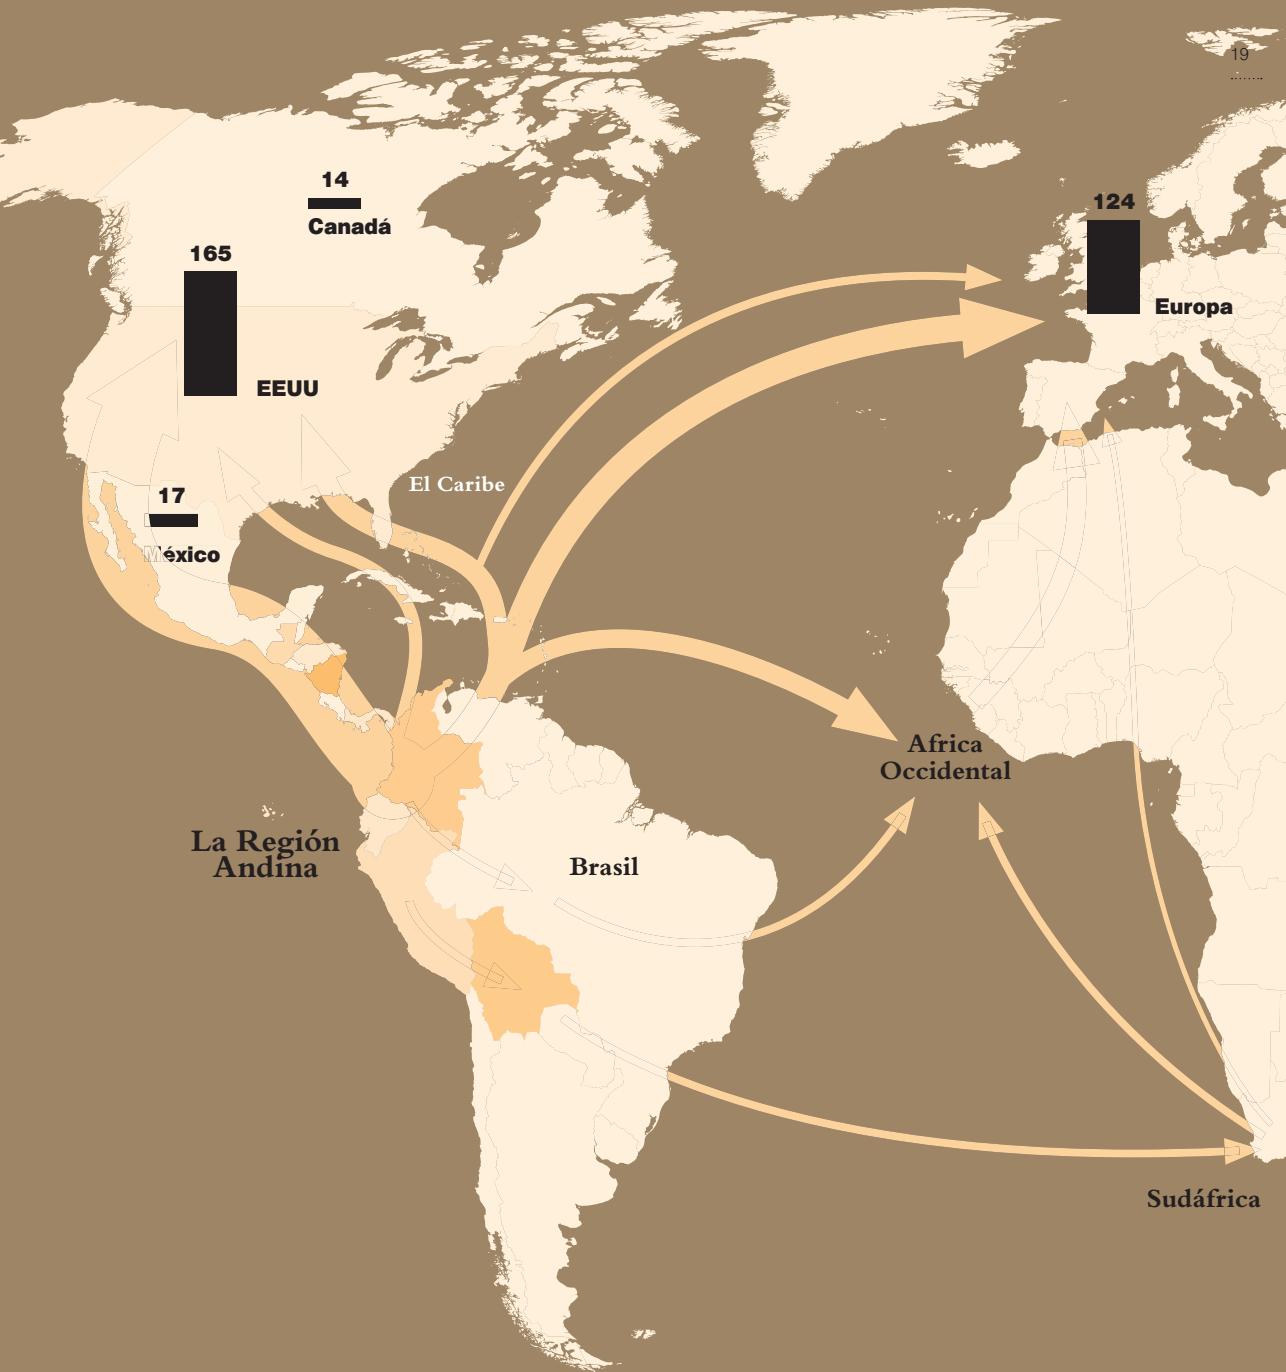 19
14
Canadá
124
Europa
165
EEUU
El Caribe
17
México
Africa
Occidental
La Región
Andina
Brasil
Sudáfrica